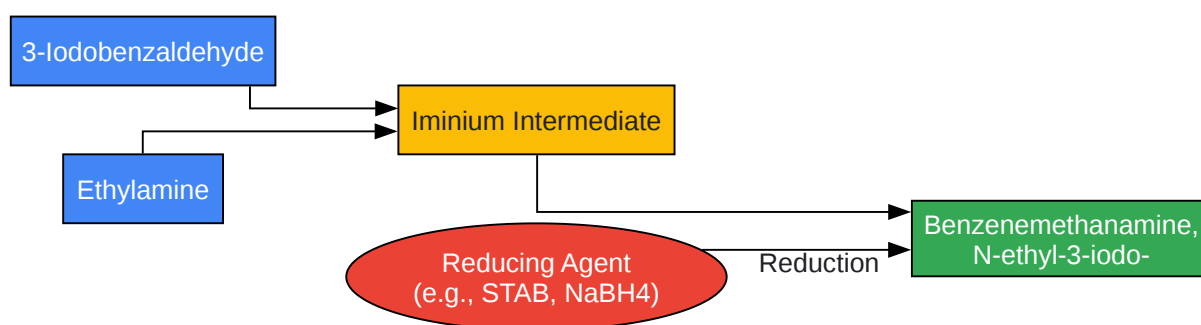 3-Iodobenzaldehyde
Iminium Intermediate
Ethylamine
Benzenemethanamine,
N-ethyl-3-iodo-
Reducing Agent
(e.g., STAB, NaBH4)
Reduction